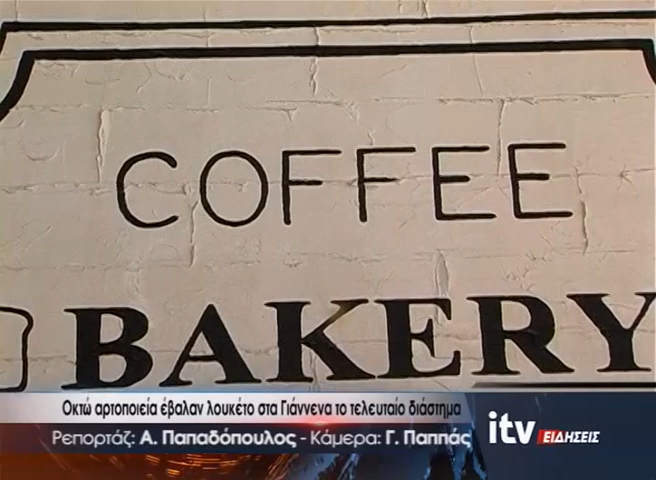 COFFEE
BAKERY
Οκτώ αρτοποιεία έβαλαν λουκέτο στα Γιάννενα το τελευταίο διάστημα
Ρεπορτάζ: Α. Παπαδόπουλος - Κάμερα: Γ. Παππάς
itv ΕΙΔΗΣΕΙΣ